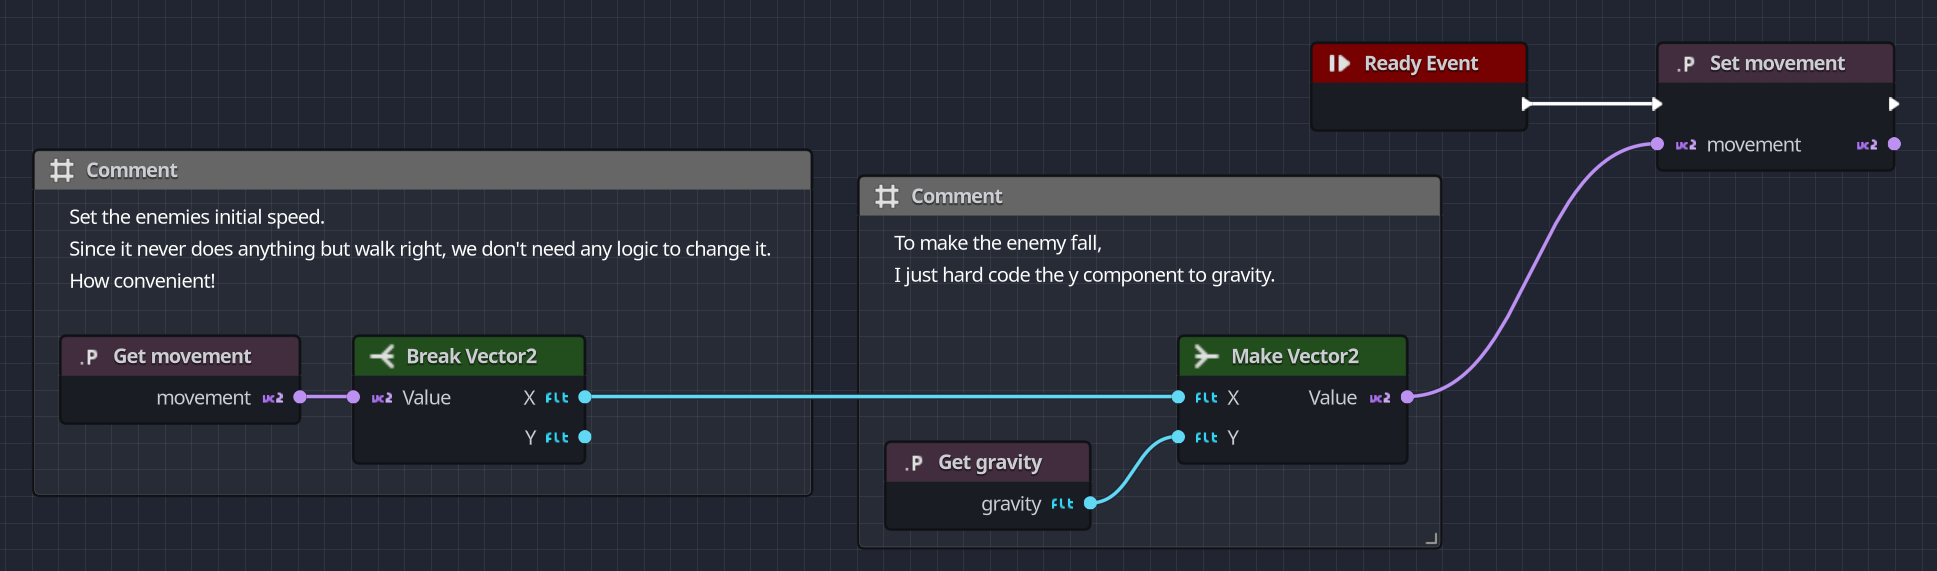 Ready Event
.P Set movement
vc2 movement vc2
Comment
Set the enemies initial speed.
Since it never does anything but walk right, we don't need any logic to change it.
How convenient!
Comment
To make the enemy fall,
I just hard code the y component to gravity.
.P Get movement
movement vc2
Break Vector2
vc2 Value X flt
Y flt
Make Vector2
flt X Value vc2
flt Y
.P Get gravity
gravity flt